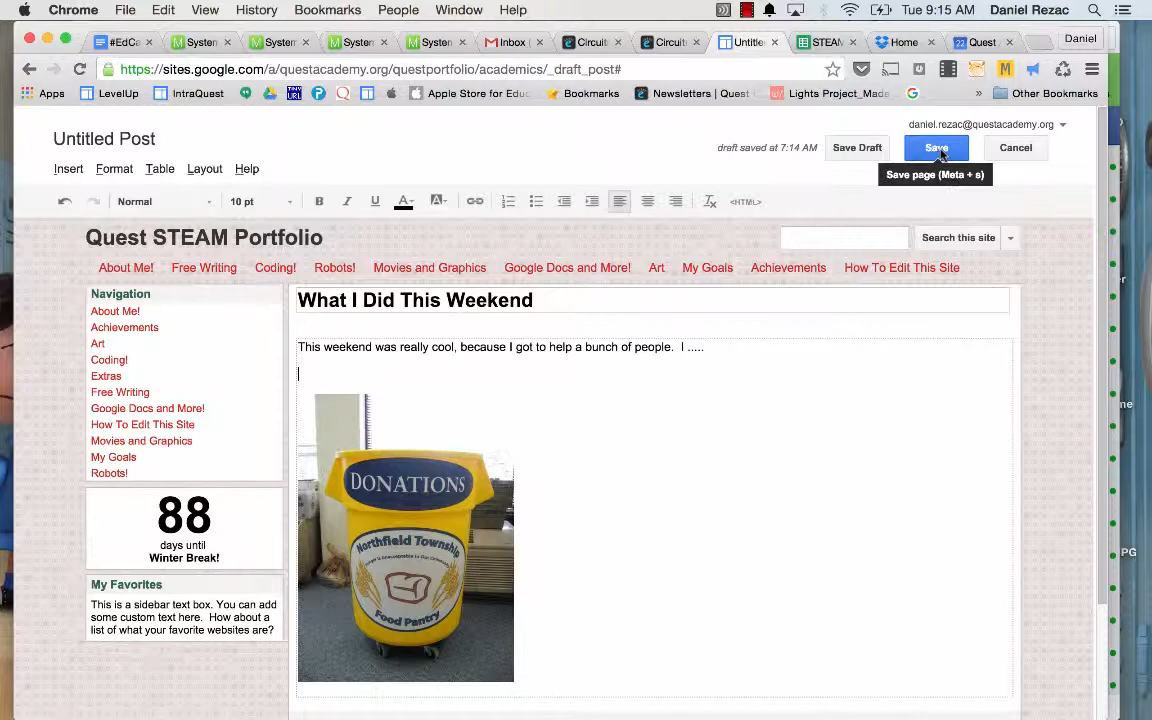 Chrome File Edit View History Bookmarks People Window Help Tue 9:15 AM Daniel Rezac
#EdCa System System System System Inbox ( Circuit Circuit Untitle STEAM Home Quest Daniel
https://sites.google.com/a/questacademy.org/questportfolio/academics/_draft_post#
Apps LevelUp IntraQuest Apple Store for Educ Bookmarks Newsletters | Quest Lights Project_Made » Other Bookmarks
daniel.rezac@questacademy.org
Untitled Post
draft saved at 7:14 AM Save Draft Save Cancel
Insert Format Table Layout Help
Save page (Meta + s)
Normal 10 pt B I U A A <HTML>
Quest STEAM Portfolio
Search this site
About Me! Free Writing Coding! Robots! Movies and Graphics Google Docs and More! Art My Goals Achievements How To Edit This Site
Navigation
About Me!
Achievements
Art
Coding!
Extras
Free Writing
Google Docs and More!
How To Edit This Site
Movies and Graphics
My Goals
Robots!
88
days until
Winter Break!
My Favorites
This is a sidebar text box. You can add
some custom text here. How about a
list of what your favorite websites are?
What I Did This Weekend
This weekend was really cool, because I got to help a bunch of people. I .....
DONATIONS
Northfield Township
Food Pantry
PG